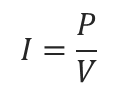 I = P/V